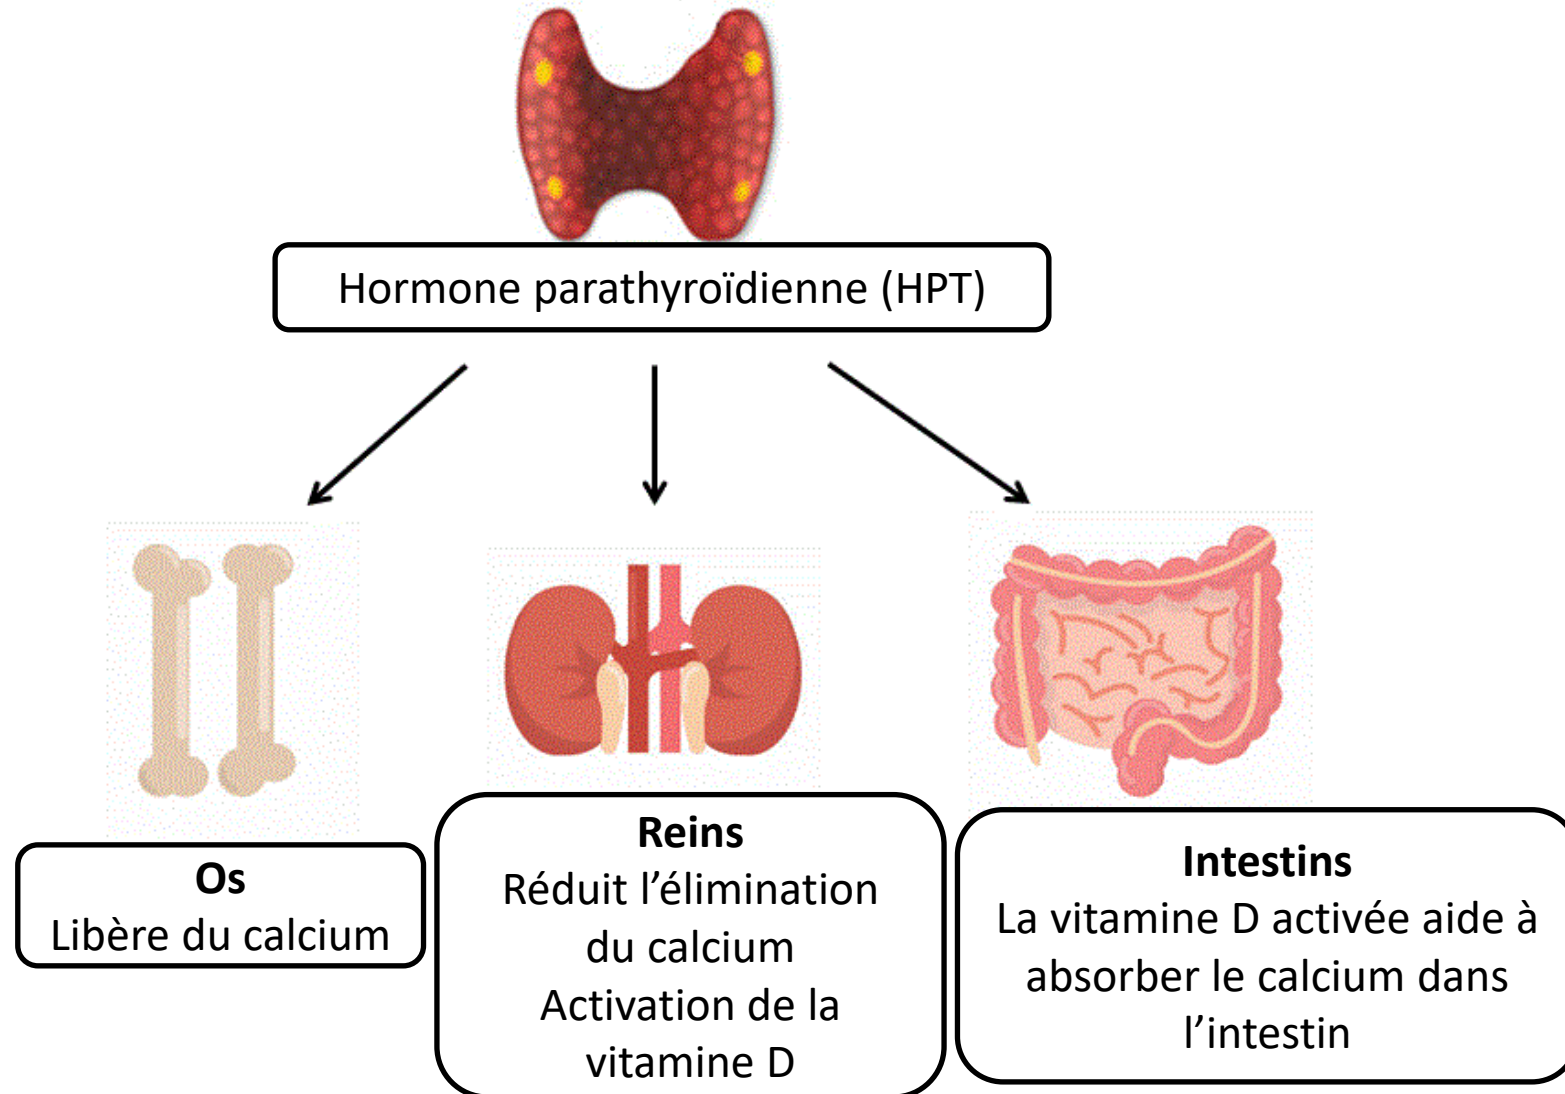 Hormone parathyroïdienne (HPT)
Os
Libère du calcium
Reins
Réduit l’élimination
du calcium
Activation de la
vitamine D
Intestins
La vitamine D activée aide à
absorber le calcium dans
l’intestin